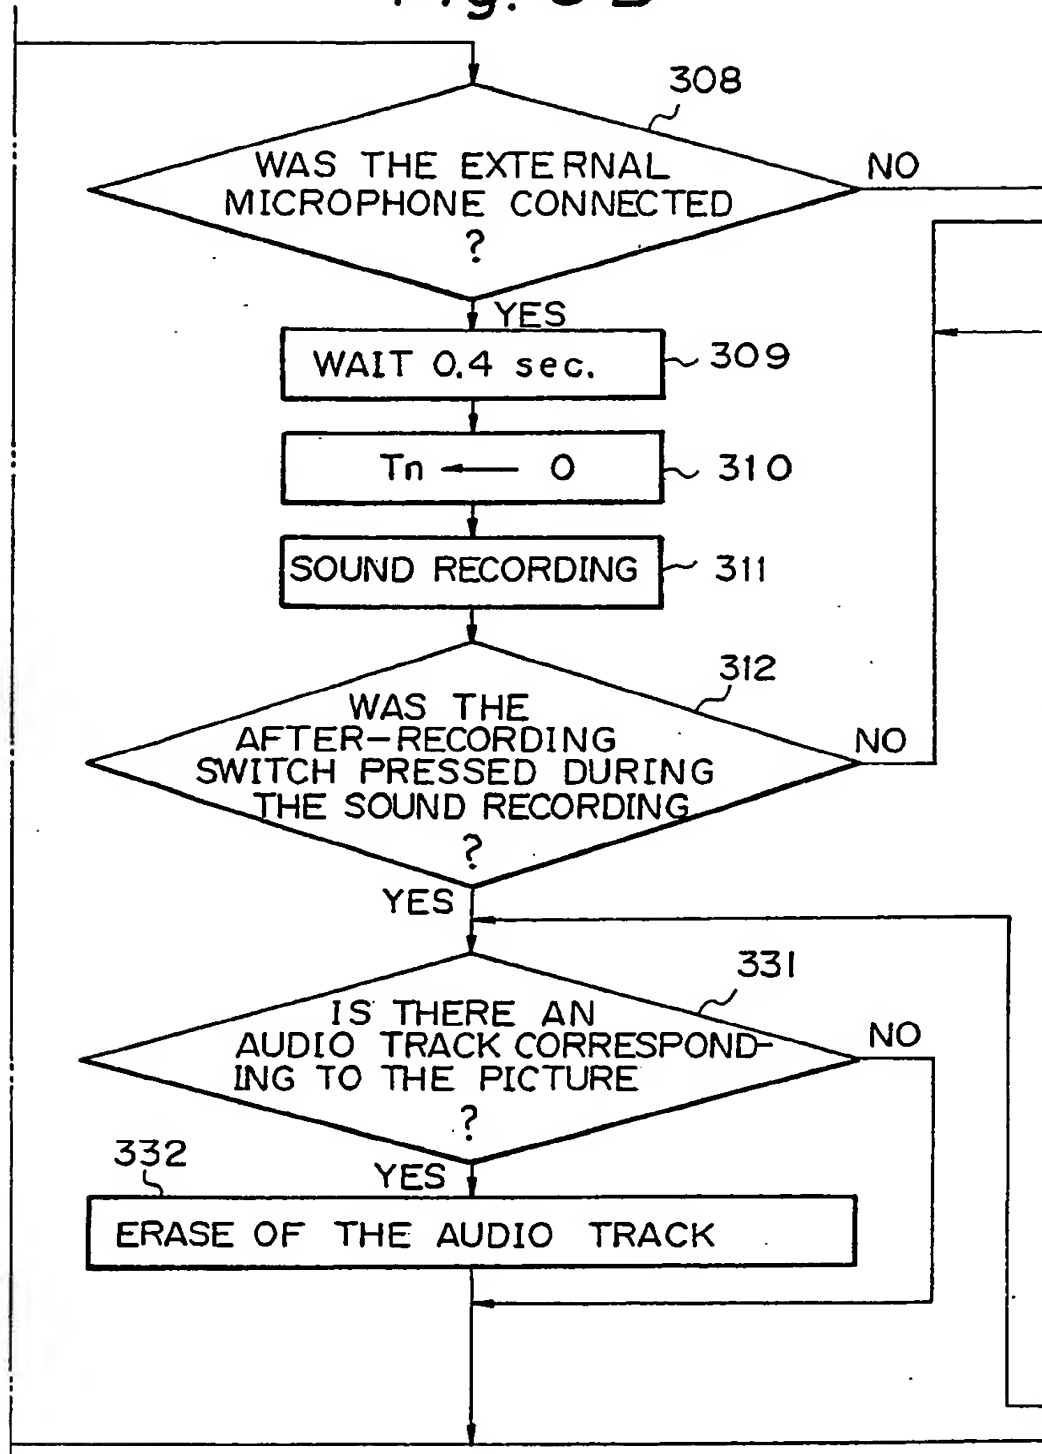 308
WAS THE EXTERNAL
NO
MICROPHONE CONNECTED
?
YES
WAIT 0.4 sec.
309
Tn ← 0
310
SOUND RECORDING
311
312
WAS THE
AFTER-RECORDING
NO
SWITCH PRESSED DURING
THE SOUND RECORDING
?
YES
331
IS THERE AN
NO
AUDIO TRACK CORRESPOND-
ING TO THE PICTURE
?
332
YES
ERASE OF THE AUDIO TRACK